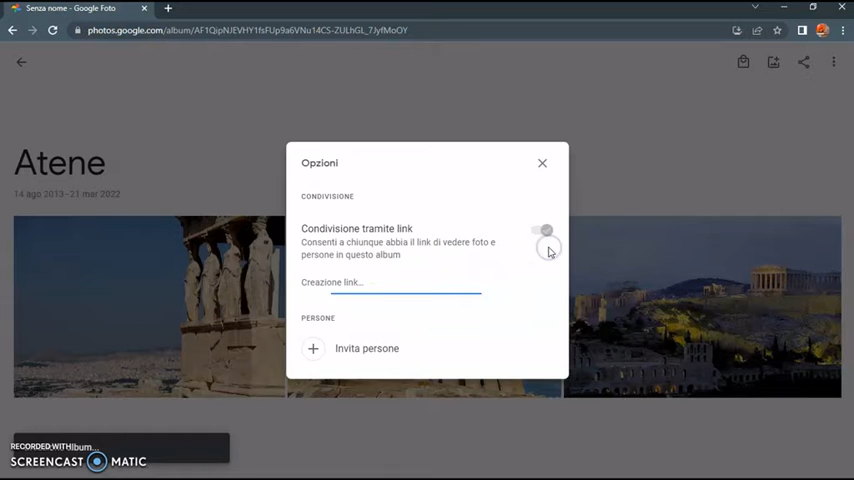 Senza nome - Google Foto
photos.google.com/album/AF1QipNJEVHY1fsFUp9a6VNu14CS-ZULhGL_7JyfMoOY
Atene
14 ago 2013 - 21 mar 2022
Opzioni
CONDIVISIONE
Condivisione tramite link
Consenti a chiunque abbia il link di vedere foto e
persone in questo album
Creazione link...
PERSONE
Invita persone
album...
RECORDED WITH
SCREENCAST MATIC